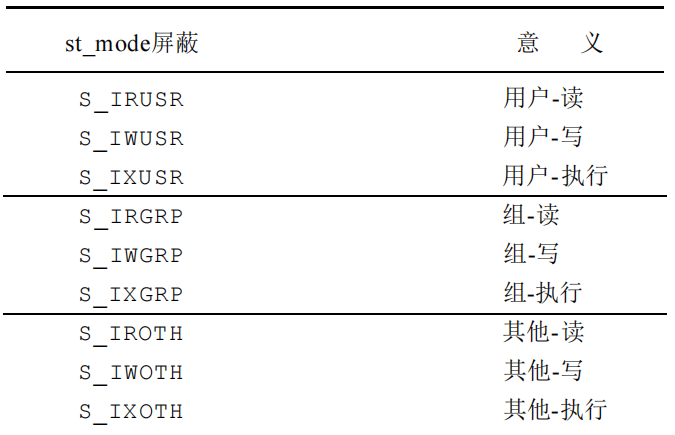 st_mode屏蔽 意 义
S_IRUSR 用户-读
S_IWUSR 用户-写
S_IXUSR 用户-执行
S_IRGRP 组-读
S_IWGRP 组-写
S_IXGRP 组-执行
S_IROTH 其他-读
S_IWOTH 其他-写
S_IXOTH 其他-执行